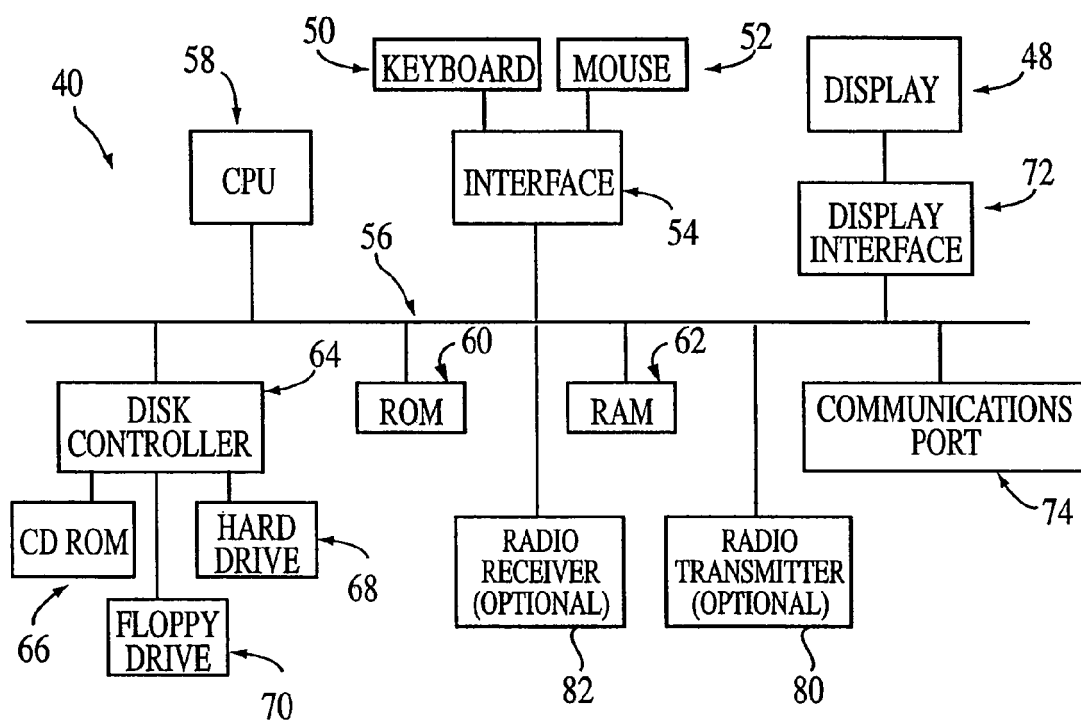 50
KEYBOARD
MOUSE
52
58
40
CPU
INTERFACE
54
DISPLAY
48
72
DISPLAY
INTERFACE
56
64
DISK
CONTROLLER
60
ROM
62
RAM
COMMUNICATIONS
PORT
74
CD ROM
66
HARD
DRIVE
68
FLOPPY
DRIVE
70
RADIO
RECEIVER
(OPTIONAL)
82
RADIO
TRANSMITTER
(OPTIONAL)
80